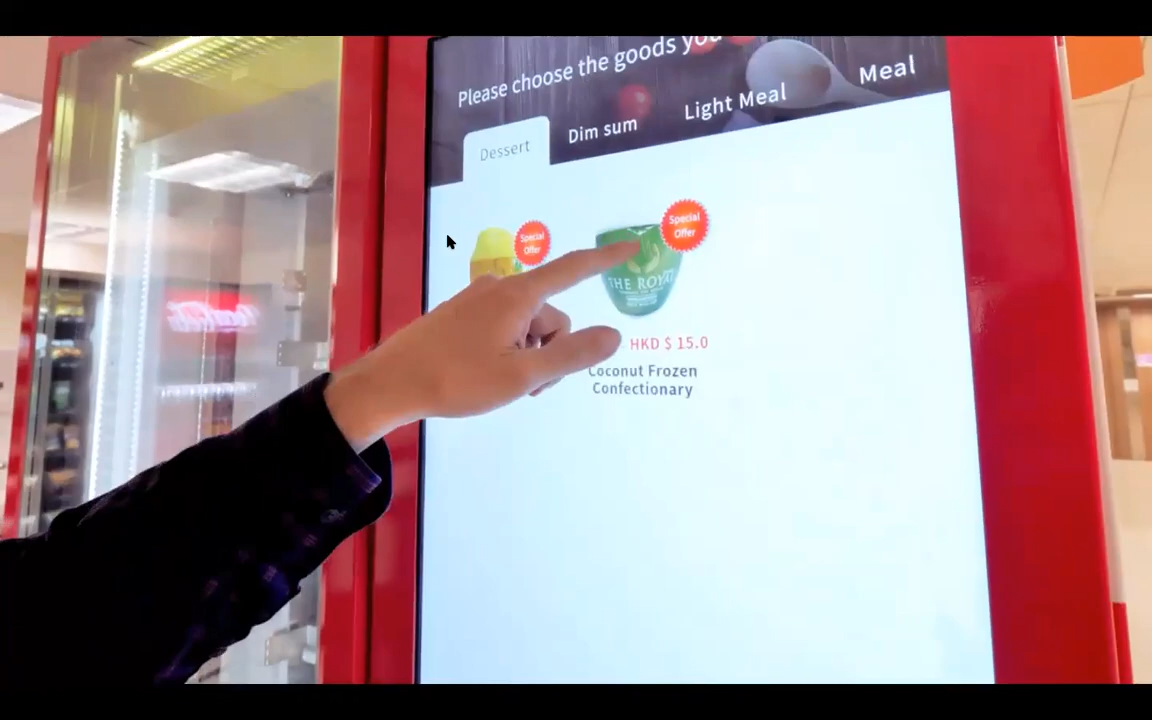 Please choose the goods you
Dessert
Dim sum
Light Meal
Meal
Special
Offer
Special
Offer
THE ROYAL
HKD $ 15.0
Coconut Frozen
Confectionary